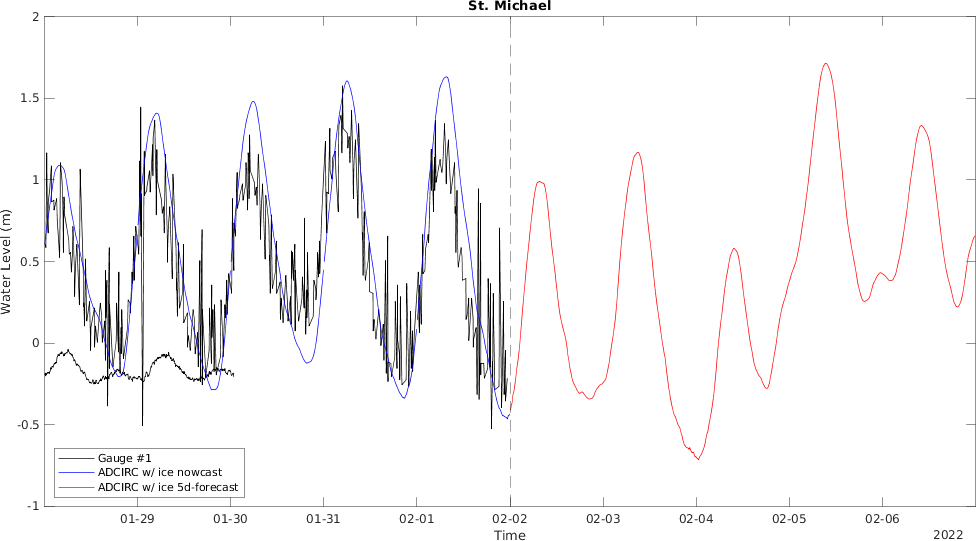 St. Michael
2
1.5
1
0.5
0
-0.5
-1
Water Level (m)
Gauge #1
ADCIRC w/ ice nowcast
ADCIRC w/ ice 5d-forecast
01-29 01-30 01-31 02-01 02-02 02-03 02-04 02-05 02-06
Time
2022